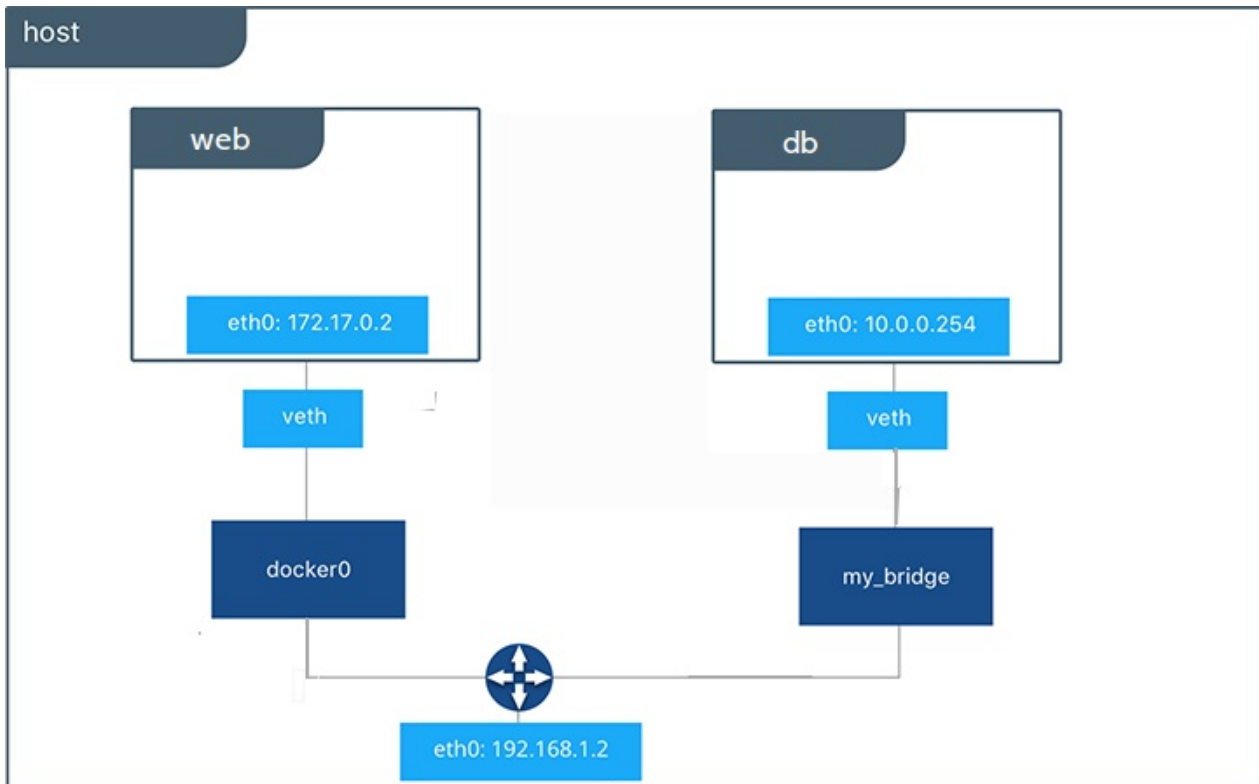 host
web
db
eth0: 172.17.0.2
eth0: 10.0.0.254
veth
veth
docker0
my_bridge
eth0: 192.168.1.2